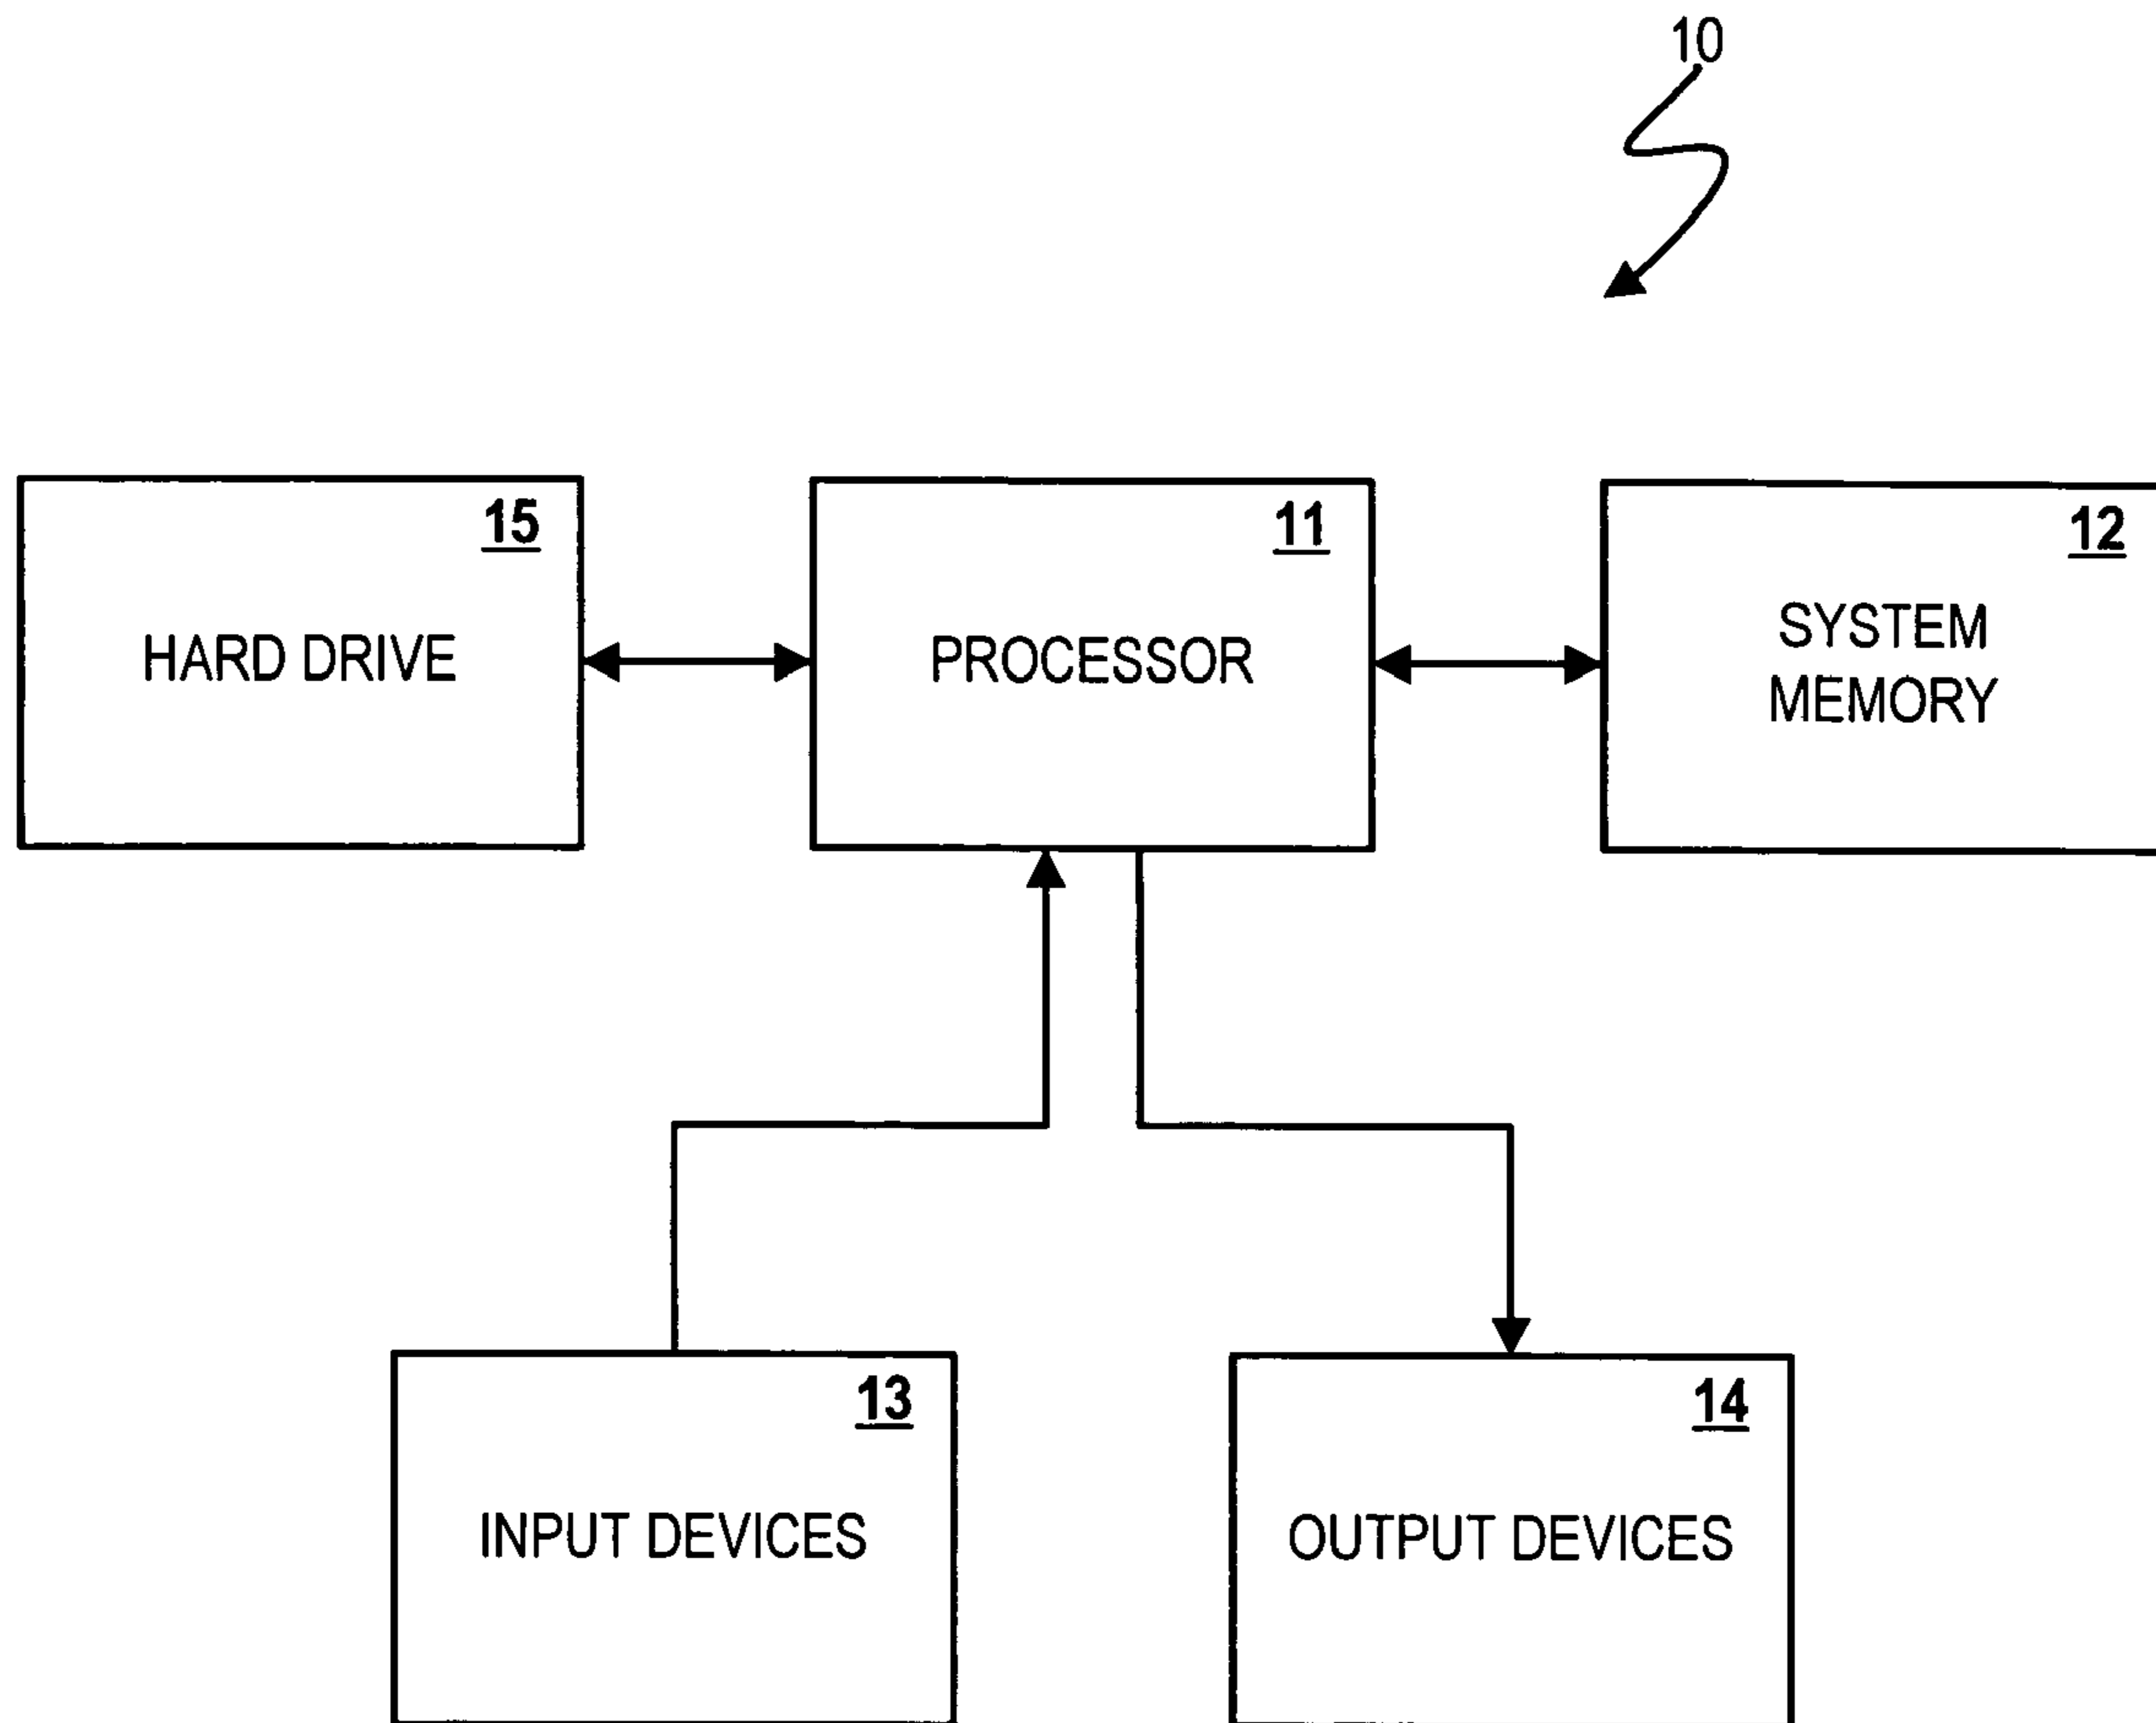 10
15
HARD DRIVE
11
PROCESSOR
12
SYSTEM
MEMORY
13
INPUT DEVICES
14
OUTPUT DEVICES